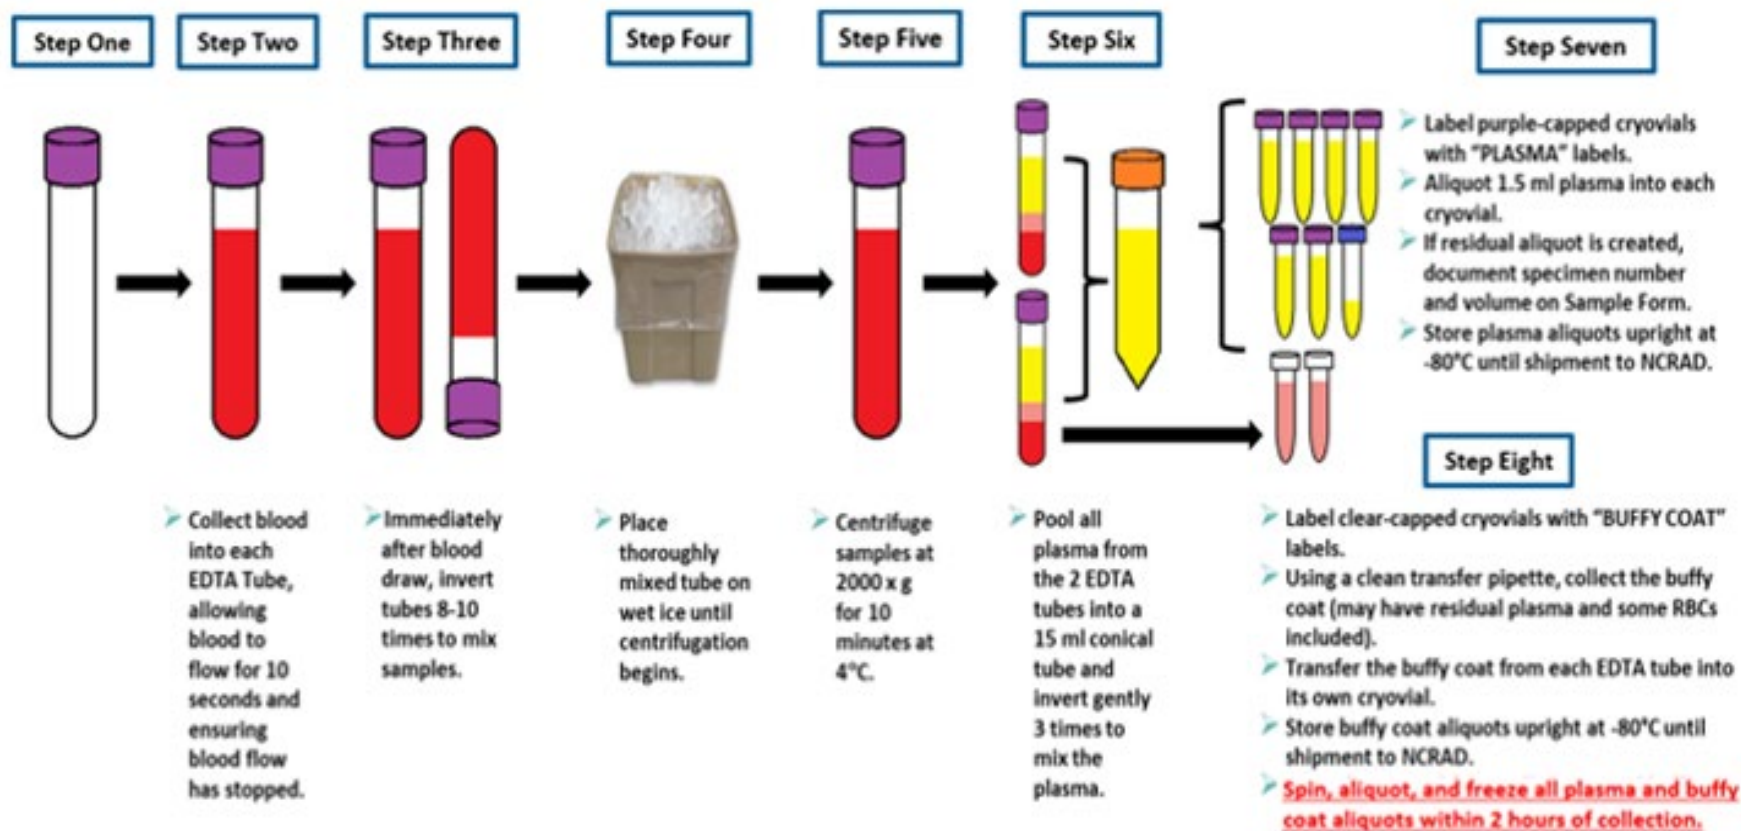 Step One
Step Two
Step Three
Step Four
Step Five
Step Six
Step Seven
Label purple-capped cryovials
with “PLASMA” labels.
Aliquot 1.5 ml plasma into each
cryovial.
If residual aliquot is created,
document specimen number
and volume on Sample Form.
Store plasma aliquots upright at
-80°C until shipment to NCRAD.
Collect blood
into each
EDTA Tube,
allowing
blood to
flow for 10
seconds and
ensuring
blood flow
has stopped.
Immediately
after blood
draw, invert
tubes 8-10
times to mix
samples.
Place
thoroughly
mixed tube on
wet ice until
centrifugation
begins.
Centrifuge
samples at
2000 x g
for 10
minutes at
4°C.
Pool all
plasma from
the 2 EDTA
tubes into a
15 ml conical
tube and
invert gently
3 times to
mix the
plasma.
Step Eight
Label clear-capped cryovials with “BUFFY COAT”
labels.
Using a clean transfer pipette, collect the buffy
coat (may have residual plasma and some RBCs
included).
Transfer the buffy coat from each EDTA tube into
its own cryovial.
Store buffy coat aliquots upright at -80°C until
shipment to NCRAD.
Spin, aliquot, and freeze all plasma and buffy
coat aliquots within 2 hours of collection.